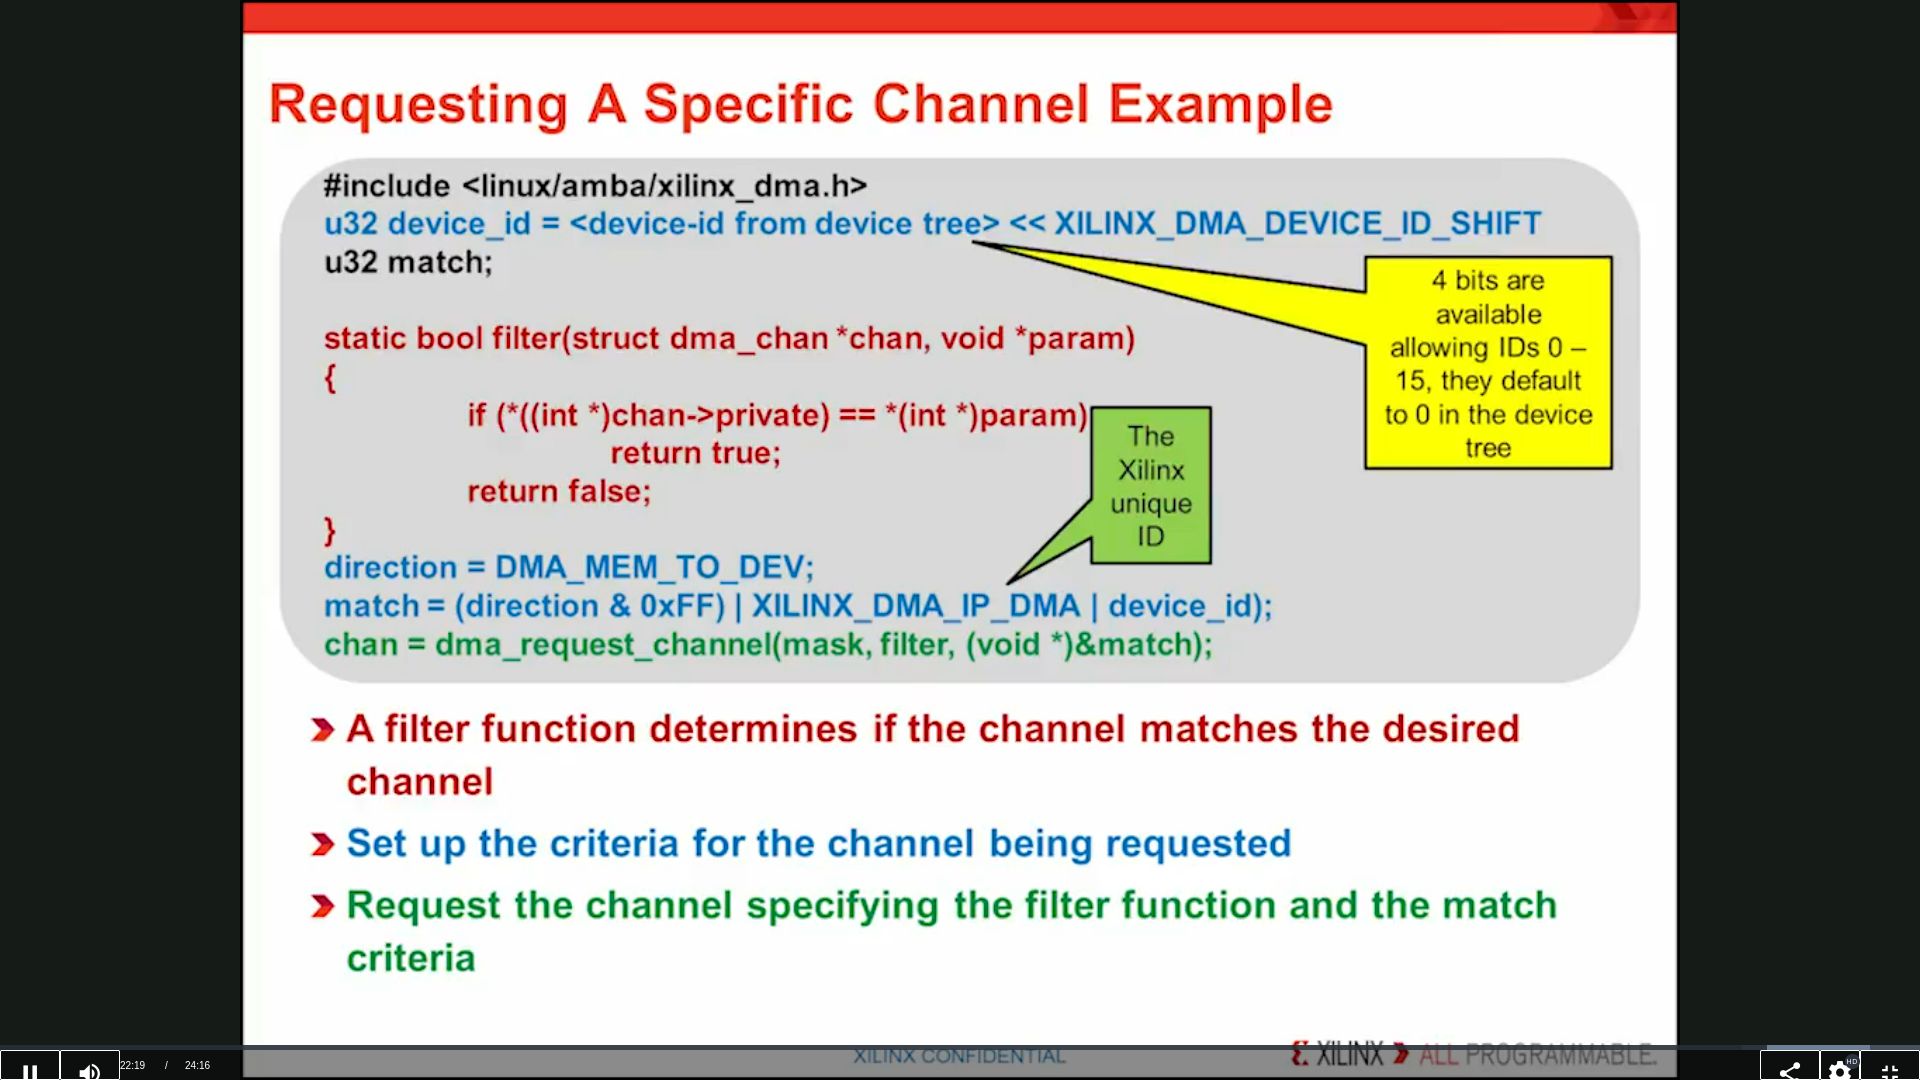 Requesting A Specific Channel Example
#include <linux/amba/xilinx_dma.h>
u32 device_id = <device-id from device tree> << XILINX_DMA_DEVICE_ID_SHIFT
u32 match;
4 bits are
available
allowing IDs 0 –
15, they default
to 0 in the device
tree
static bool filter(struct dma_chan *chan, void *param)
{
if (*((int *)chan->private) == *(int *)param)
return true;
return false;
}
The
Xilinx
unique
ID
direction = DMA_MEM_TO_DEV;
match = (direction & 0xFF) | XILINX_DMA_IP_DMA | device_id);
chan = dma_request_channel(mask, filter, (void *)&match);
A filter function determines if the channel matches the desired
channel
Set up the criteria for the channel being requested
Request the channel specifying the filter function and the match
criteria
XILINX CONFIDENTIAL
XILINX ALL PROGRAMMABLE.
22:19 / 24:16
HD